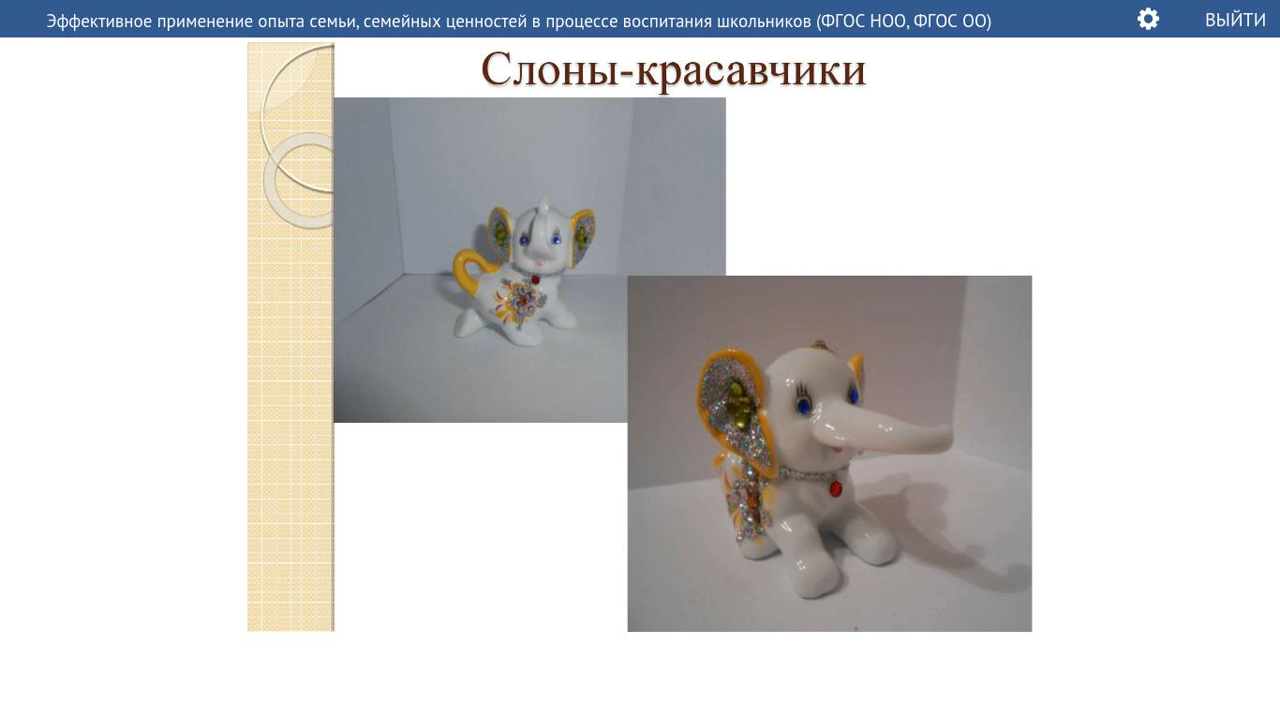 Эффективное применение опыта семьи, семейных ценностей в процессе воспитания школьников (ФГОС НОО, ФГОС ОО)
ВЫЙТИ
Слоны-красавчики